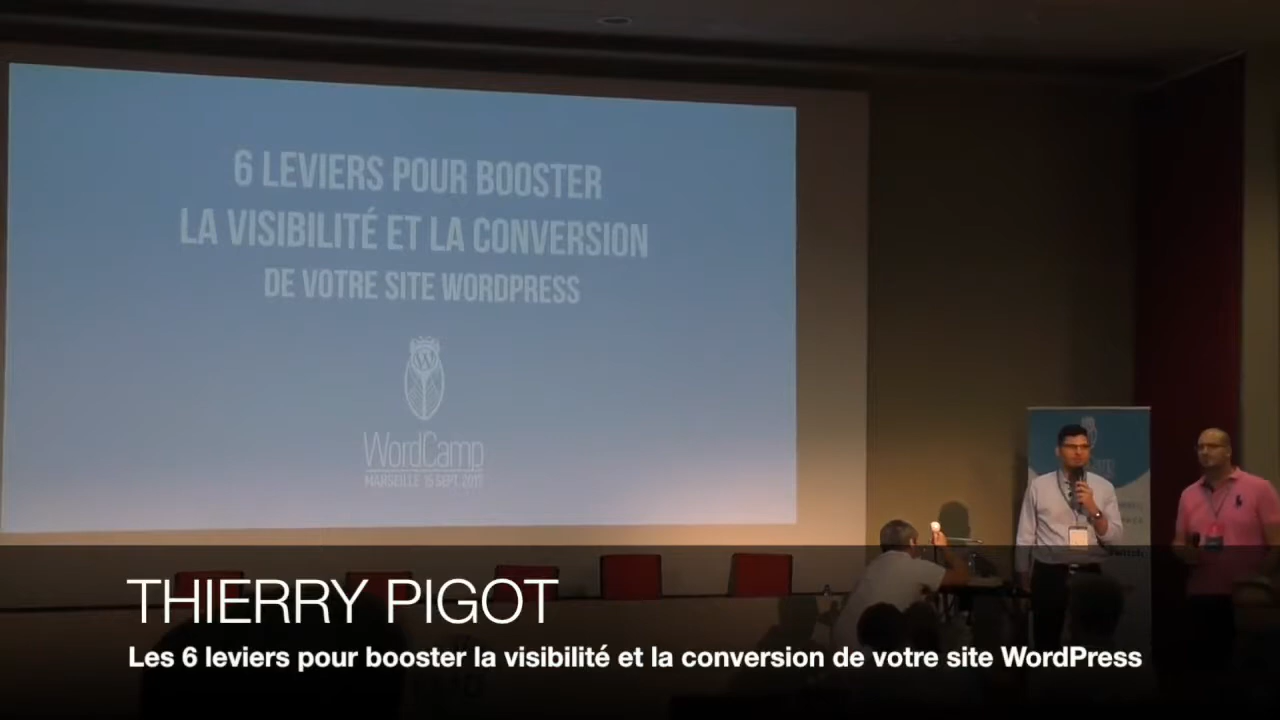 6 LEVIERS POUR BOOSTER
LA VISIBILITÉ ET LA CONVERSION
DE VOTRE SITE WORDPRESS
W
WordCamp
MARSEILLE 16 SEPT. 2017
THIERRY PIGOT
Les 6 leviers pour booster la visibilité et la conversion de votre site WordPress